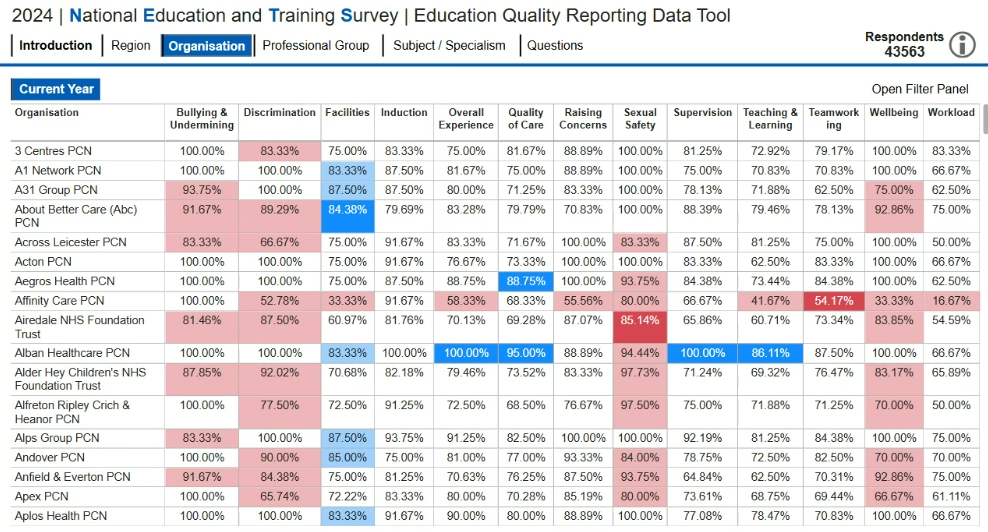 2024 | National Education and Training Survey | Education Quality Reporting Data Tool
Introduction Region Organisation Professional Group Subject / Specialism Questions
Respondents
43563
Current Year
Open Filter Panel
Organisation Bullying & Undermining Discrimination Facilities Induction Overall Experience Quality of Care Raising Concerns Sexual Safety Supervision Teaching & Learning Teamwork ing Wellbeing Workload
3 Centres PCN 100.00% 83.33% 75.00% 83.33% 75.00% 81.67% 88.89% 100.00% 81.25% 72.92% 79.17% 100.00% 83.33%
A1 Network PCN 100.00% 100.00% 83.33% 87.50% 81.67% 75.00% 88.89% 100.00% 75.00% 70.83% 70.83% 100.00% 66.67%
A31 Group PCN 93.75% 100.00% 87.50% 87.50% 80.00% 71.25% 83.33% 100.00% 78.13% 71.88% 62.50% 75.00% 62.50%
About Better Care (Abc) PCN 91.67% 89.29% 84.38% 79.69% 83.28% 79.79% 70.83% 100.00% 88.39% 79.46% 78.13% 92.86% 75.00%
Across Leicester PCN 83.33% 66.67% 75.00% 91.67% 83.33% 71.67% 100.00% 83.33% 87.50% 81.25% 75.00% 100.00% 50.00%
Acton PCN 100.00% 100.00% 75.00% 91.67% 76.67% 73.33% 100.00% 100.00% 83.33% 62.50% 83.33% 100.00% 66.67%
Aegros Health PCN 100.00% 100.00% 75.00% 87.50% 88.75% 88.75% 100.00% 93.75% 84.38% 73.44% 84.38% 100.00% 62.50%
Affinity Care PCN 100.00% 52.78% 33.33% 91.67% 58.33% 68.33% 55.56% 80.00% 66.67% 41.67% 54.17% 33.33% 16.67%
Airedale NHS Foundation Trust 81.46% 87.50% 60.97% 81.76% 70.13% 69.28% 87.07% 85.14% 65.86% 60.71% 73.34% 83.85% 54.59%
Alban Healthcare PCN 100.00% 100.00% 83.33% 100.00% 100.00% 95.00% 88.89% 94.44% 100.00% 86.11% 87.50% 100.00% 66.67%
Alder Hey Children's NHS Foundation Trust 87.85% 92.02% 70.68% 82.18% 79.46% 73.52% 83.33% 97.73% 71.24% 69.32% 76.47% 83.17% 65.89%
Alfreton Ripley Crich & Heanor PCN 100.00% 77.50% 72.50% 91.25% 72.50% 68.50% 76.67% 97.50% 75.00% 71.88% 71.25% 70.00% 50.00%
Alps Group PCN 83.33% 100.00% 87.50% 93.75% 91.25% 82.50% 100.00% 100.00% 92.19% 81.25% 84.38% 100.00% 75.00%
Andover PCN 100.00% 90.00% 85.00% 75.00% 81.00% 77.00% 93.33% 84.00% 78.75% 72.50% 82.50% 70.00% 70.00%
Anfield & Everton PCN 91.67% 84.38% 75.00% 81.25% 70.63% 76.25% 87.50% 93.75% 64.84% 62.50% 70.31% 92.86% 75.00%
Apex PCN 100.00% 65.74% 72.22% 83.33% 80.00% 70.28% 85.19% 80.00% 73.61% 68.75% 69.44% 66.67% 61.11%
Aplos Health PCN 100.00% 100.00% 83.33% 91.67% 90.00% 80.00% 88.89% 100.00% 77.08% 78.47% 70.83% 100.00% 66.67%